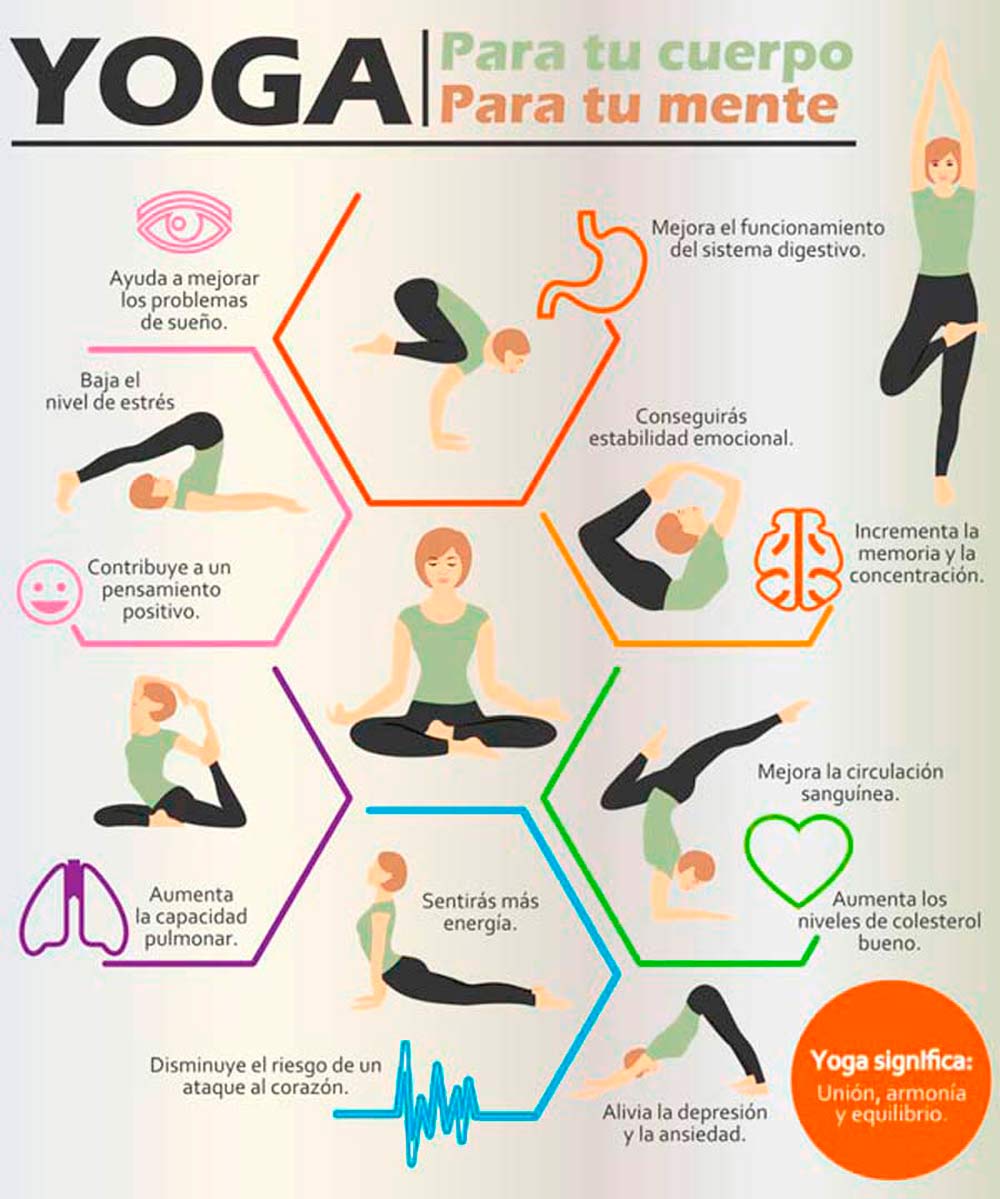 YOGA
Para tu cuerpo
Para tu mente
Ayuda a mejorar
los problemas
de sueño.
Mejora el funcionamiento
del sistema digestivo.
Baja el
nivel de estrés
Conseguirás
estabilidad emocional.
Contribuye a un
pensamiento
positivo.
Incrementa la
memoria y la
concentración.
Mejora la circulación
sanguínea.
Aumenta
la capacidad
pulmonar.
Sentirás más
energía.
Aumenta los
niveles de colesterol
bueno.
Disminuye el riesgo de un
ataque al corazón.
Alivia la depresión
y la ansiedad.
Yoga significa:
Unión, armonía
y equilibrio.